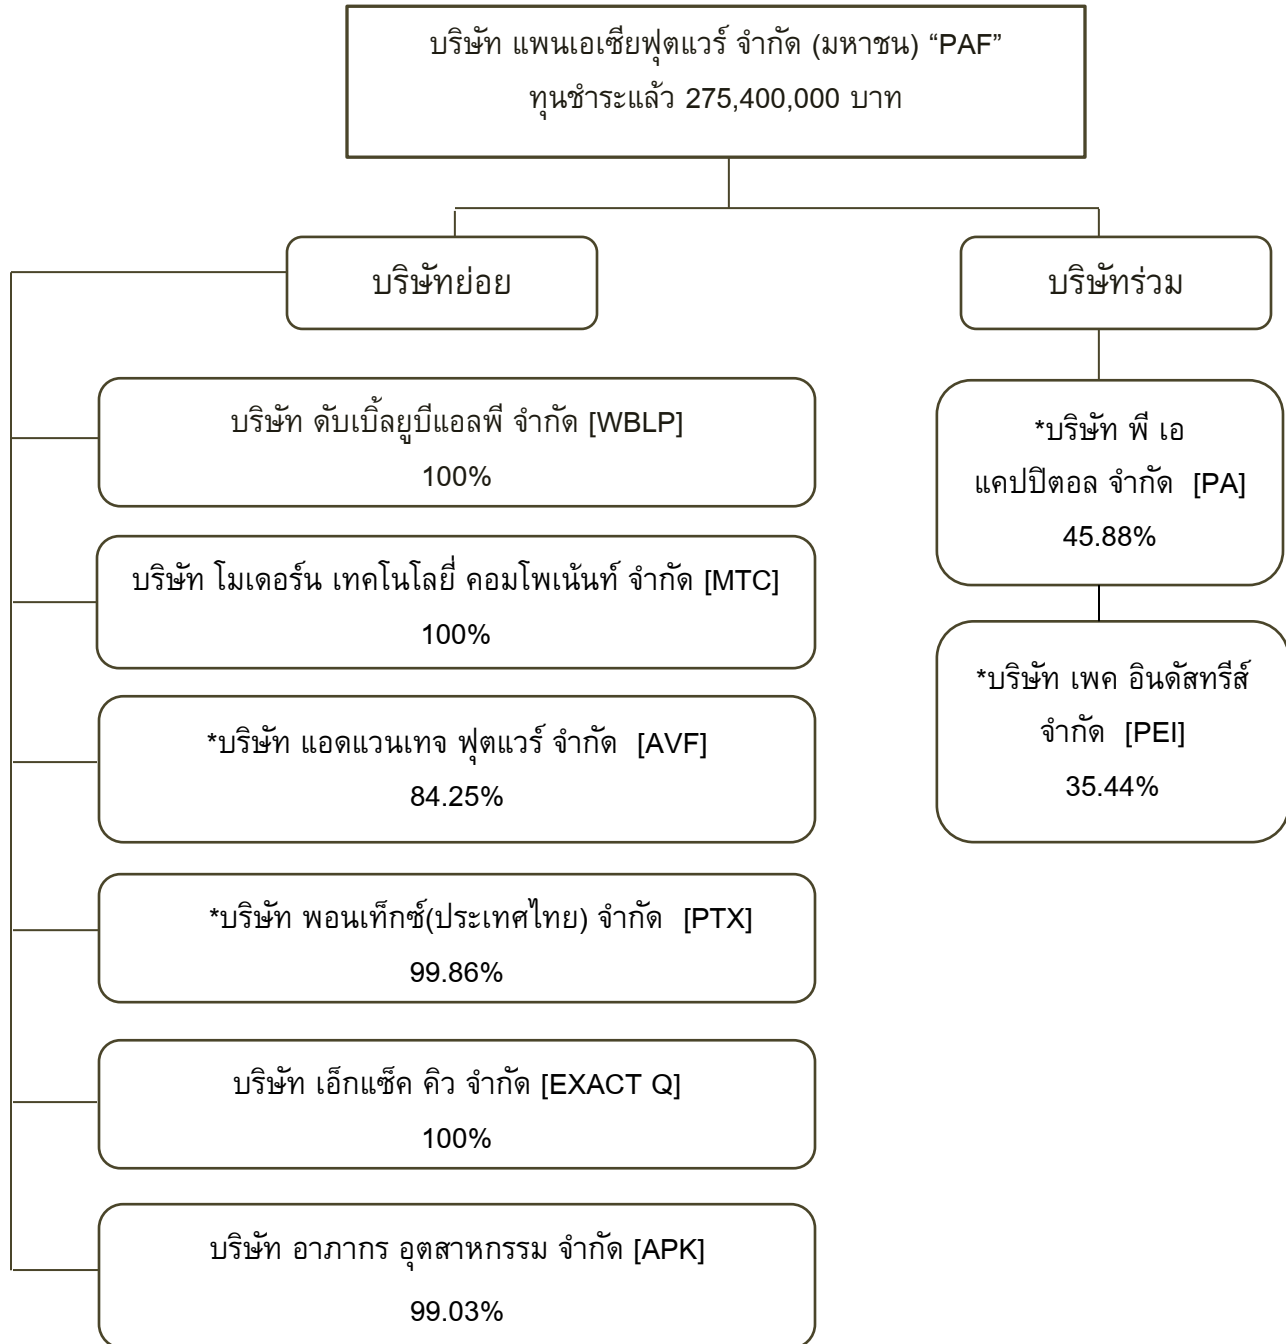 บริษัท แพนเอเซียฟุตแวร์ จำกัด (มหาชน) “PAF”
ทุนชำระแล้ว 275,400,000 บาท
บริษัทย่อย
บริษัทร่วม
บริษัท ดับเบิ้ลยูบีแอลพี จำกัด [WBLP]
100%
บริษัท โมเดอร์น เทคโนโลยี่ คอมโพเน้นท์ จำกัด [MTC]
100%
*บริษัท แอดแวนเทจ ฟุตแวร์ จำกัด [AVF]
84.25%
*บริษัท พอนเท็กซ์(ประเทศไทย) จำกัด [PTX]
99.86%
บริษัท เอ็กแซ็ค คิว จำกัด [EXACT Q]
100%
บริษัท อาภากร อุตสาหกรรม จำกัด [APK]
99.03%
*บริษัท พี เอ
แคปปิตอล จำกัด [PA]
45.88%
*บริษัท เพค อินดัสทรีส์
จำกัด [PEI]
35.44%